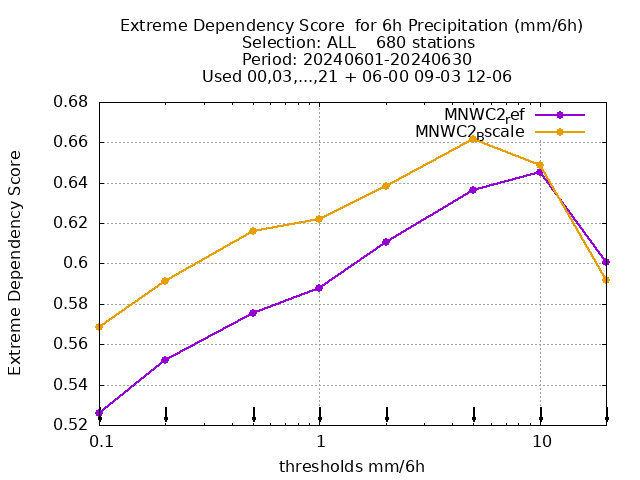 Extreme Dependency Score  for 6h Precipitation (mm/6h)
Selection: ALL    680 stations
Period: 20240601-20240630
Used 00,03,...,21 + 06-00 09-03 12-06
MNWC2ref
MNWC2Bscale
0.68
0.66
0.64
0.62
0.6
0.58
0.56
0.54
0.52
Extreme Dependency Score
0.1
1
10
thresholds mm/6h